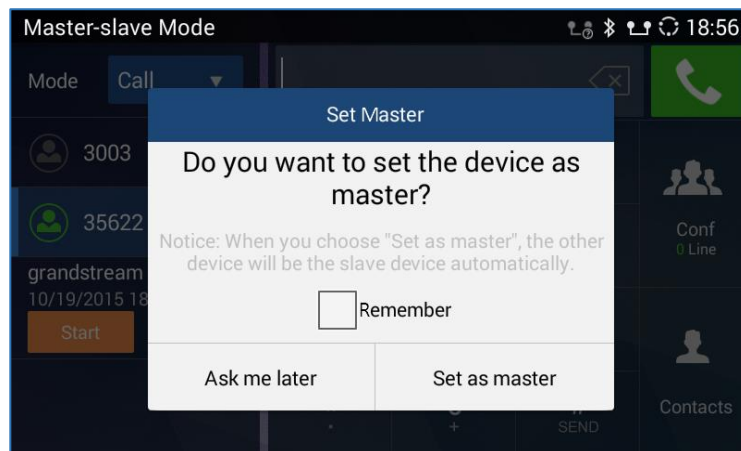 Master-slave Mode
18:56
Mode
Call
Set Master
Do you want to set the device as
master?
Notice: When you choose "Set as master", the other
device will be the slave device automatically.
Remember
Ask me later
Set as master
3003
35622
grandstream
10/19/2015 18
Start
Conf
0 Line
Contacts
+
SEND